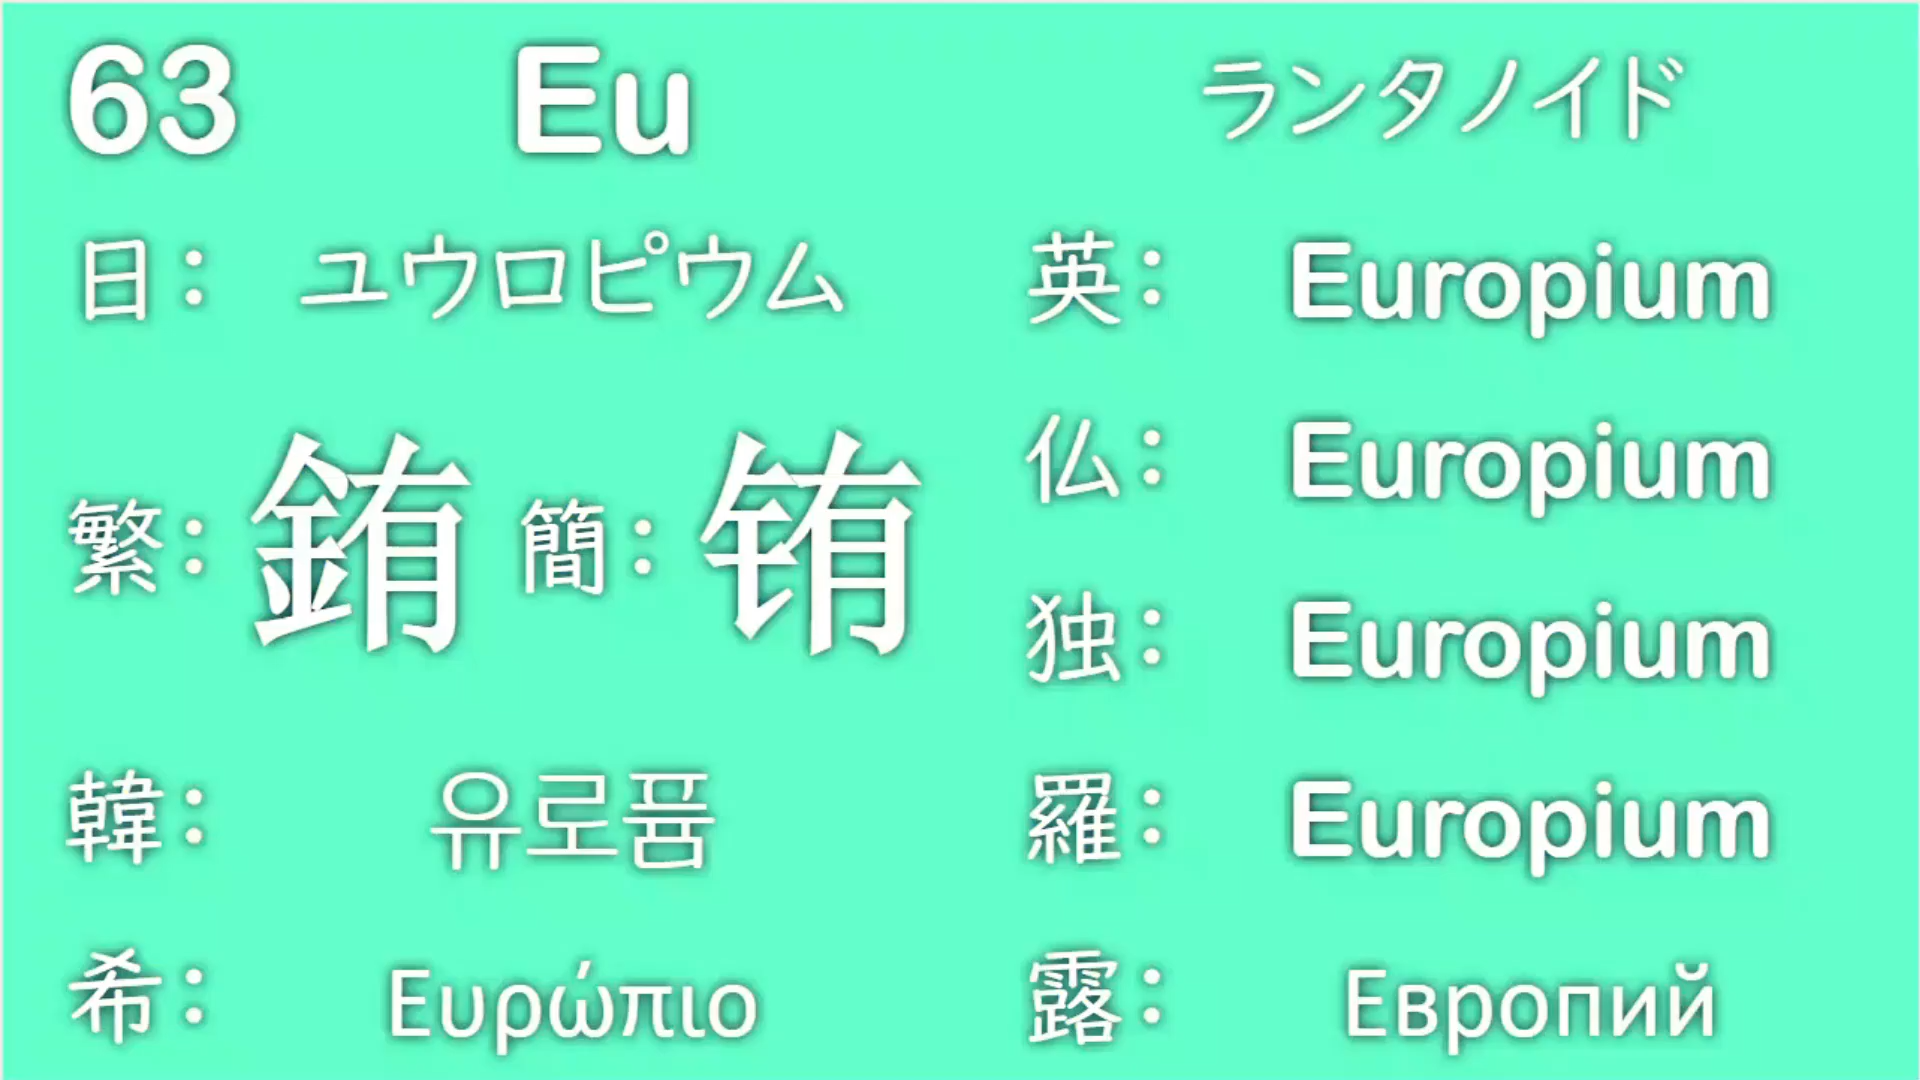 63 Eu ランタノイド
日: ユウロピウム
英: Europium
繁: 銪 簡: 铕
仏: Europium
独: Europium
韓: 유로퓸
羅: Europium
希: Ευρώπιο
露: Европий